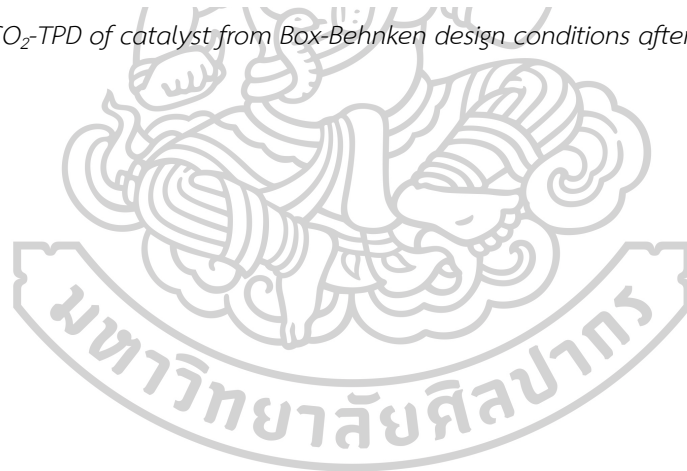 O₂-TPD of catalyst from Box-Behnken design conditions after
มหาวิทยาลัยศิลปากร